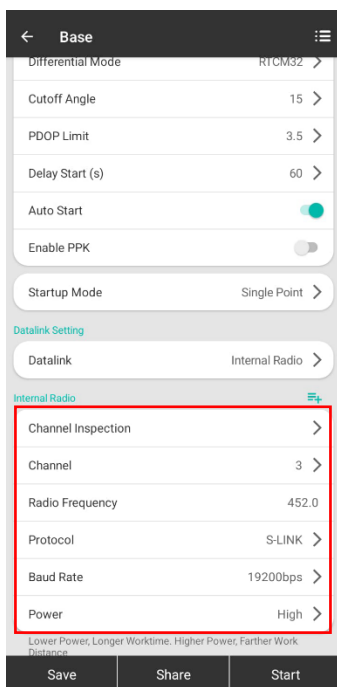 Base
Differential Mode RTCM32
Cutoff Angle 15
PDOP Limit 3.5
Delay Start (s) 60
Auto Start
Enable PPK
Startup Mode Single Point
Datalink Setting
Datalink Internal Radio
Internal Radio
Channel Inspection
Channel 3
Radio Frequency 452.0
Protocol S-LINK
Baud Rate 19200bps
Power High
Lower Power, Longer Worktime. Higher Power, Farther Work
Distance
Save Share Start